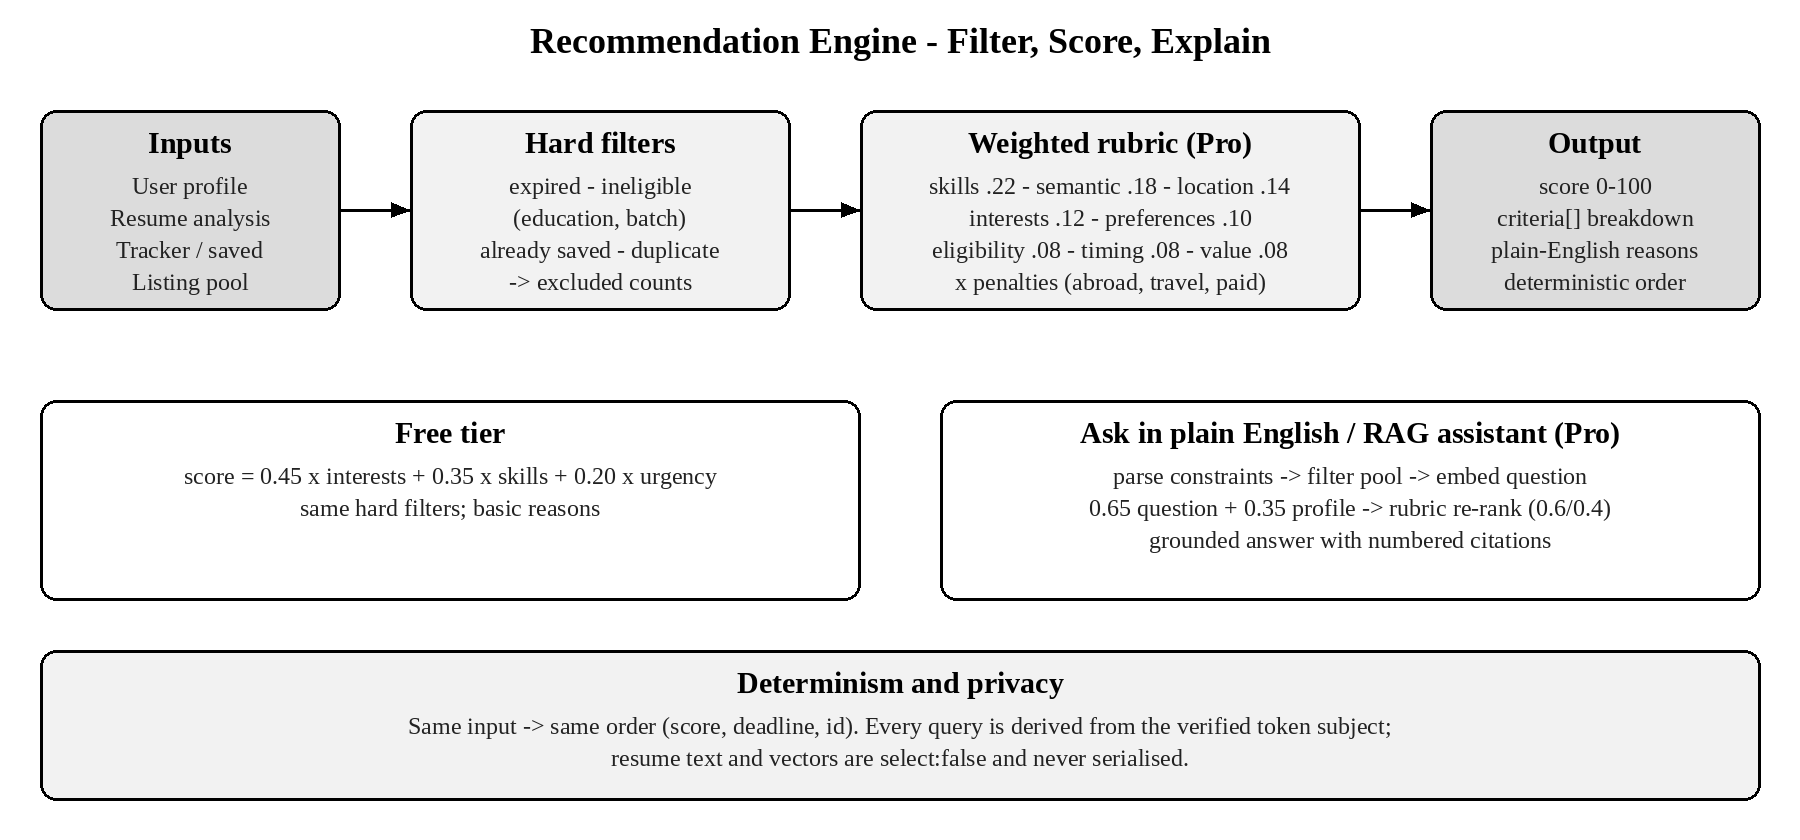 Recommendation Engine - Filter, Score, Explain
Inputs
User profile
Resume analysis
Tracker / saved
Listing pool
Hard filters
expired - ineligible
(education, batch)
already saved - duplicate
-> excluded counts
Weighted rubric (Pro)
skills .22 - semantic .18 - location .14
interests .12 - preferences .10
eligibility .08 - timing .08 - value .08
x penalties (abroad, travel, paid)
Output
score 0-100
criteria[] breakdown
plain-English reasons
deterministic order
Free tier
score = 0.45 x interests + 0.35 x skills + 0.20 x urgency
same hard filters; basic reasons
Ask in plain English / RAG assistant (Pro)
parse constraints -> filter pool -> embed question
0.65 question + 0.35 profile -> rubric re-rank (0.6/0.4)
grounded answer with numbered citations
Determinism and privacy
Same input -> same order (score, deadline, id). Every query is derived from the verified token subject;
resume text and vectors are select:false and never serialised.